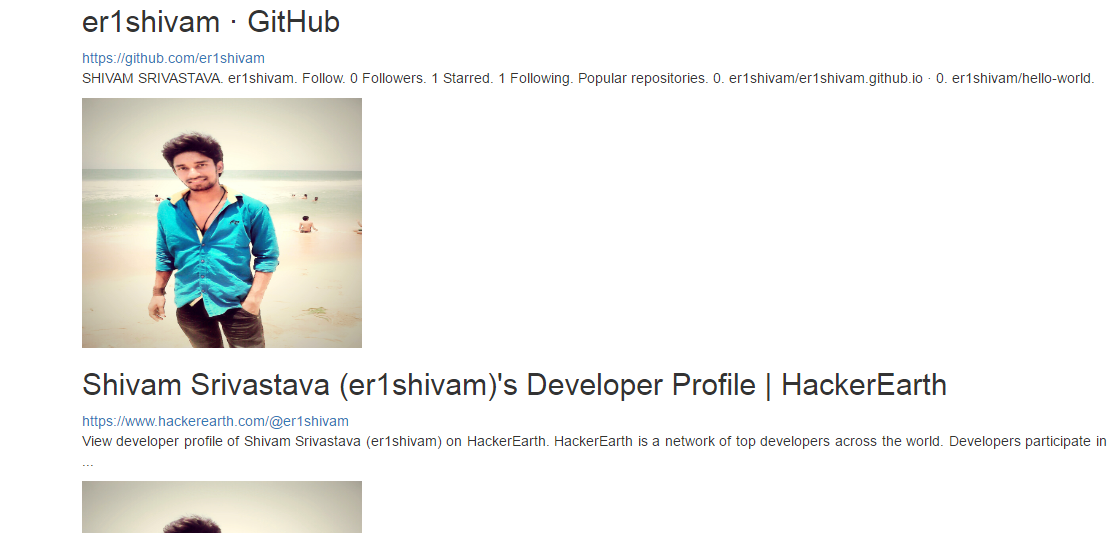 er1shivam · GitHub
https://github.com/er1shivam
SHIVAM SRIVASTAVA. er1shivam. Follow. 0 Followers. 1 Starred. 1 Following. Popular repositories. 0. er1shivam/er1shivam.github.io · 0. er1shivam/hello-world.
Shivam Srivastava (er1shivam)'s Developer Profile | HackerEarth
https://www.hackerearth.com/@er1shivam
View developer profile of Shivam Srivastava (er1shivam) on HackerEarth. HackerEarth is a network of top developers across the world. Developers participate in
...